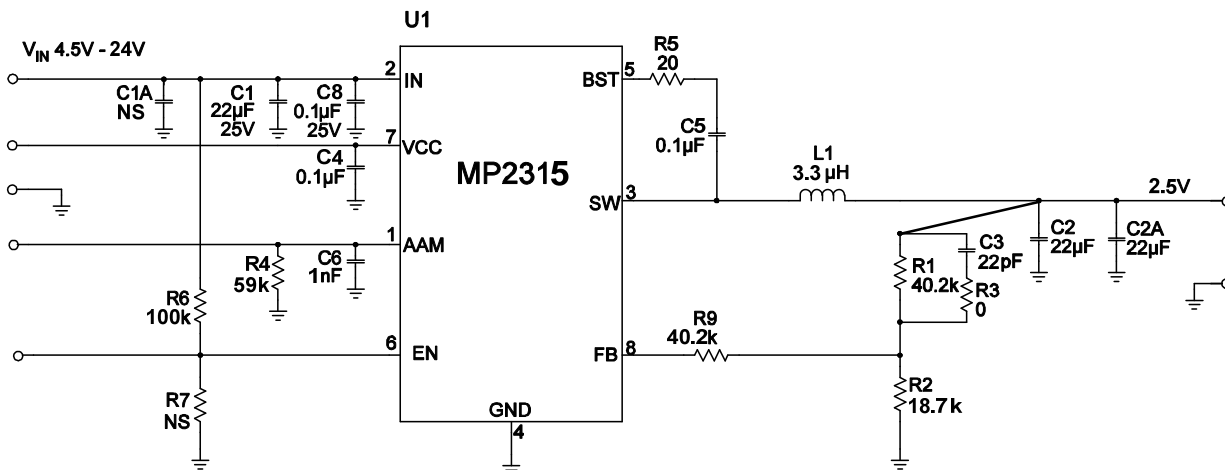 U1
V_IN 4.5V - 24V
2
IN
C1A
NS
C1
22µF
25V
C8
0.1µF
25V
7
VCC
C4
0.1µF
MP2315
1
AAM
R4
59k
C6
1nF
R6
100k
6
EN
R7
NS
GND
4
BST
5
R5
20
C5
0.1µF
SW
3
L1
3.3 µH
2.5V
C2
22µF
C2A
22µF
C3
22pF
R1
40.2k
R3
0
FB
8
R9
40.2k
R2
18.7k